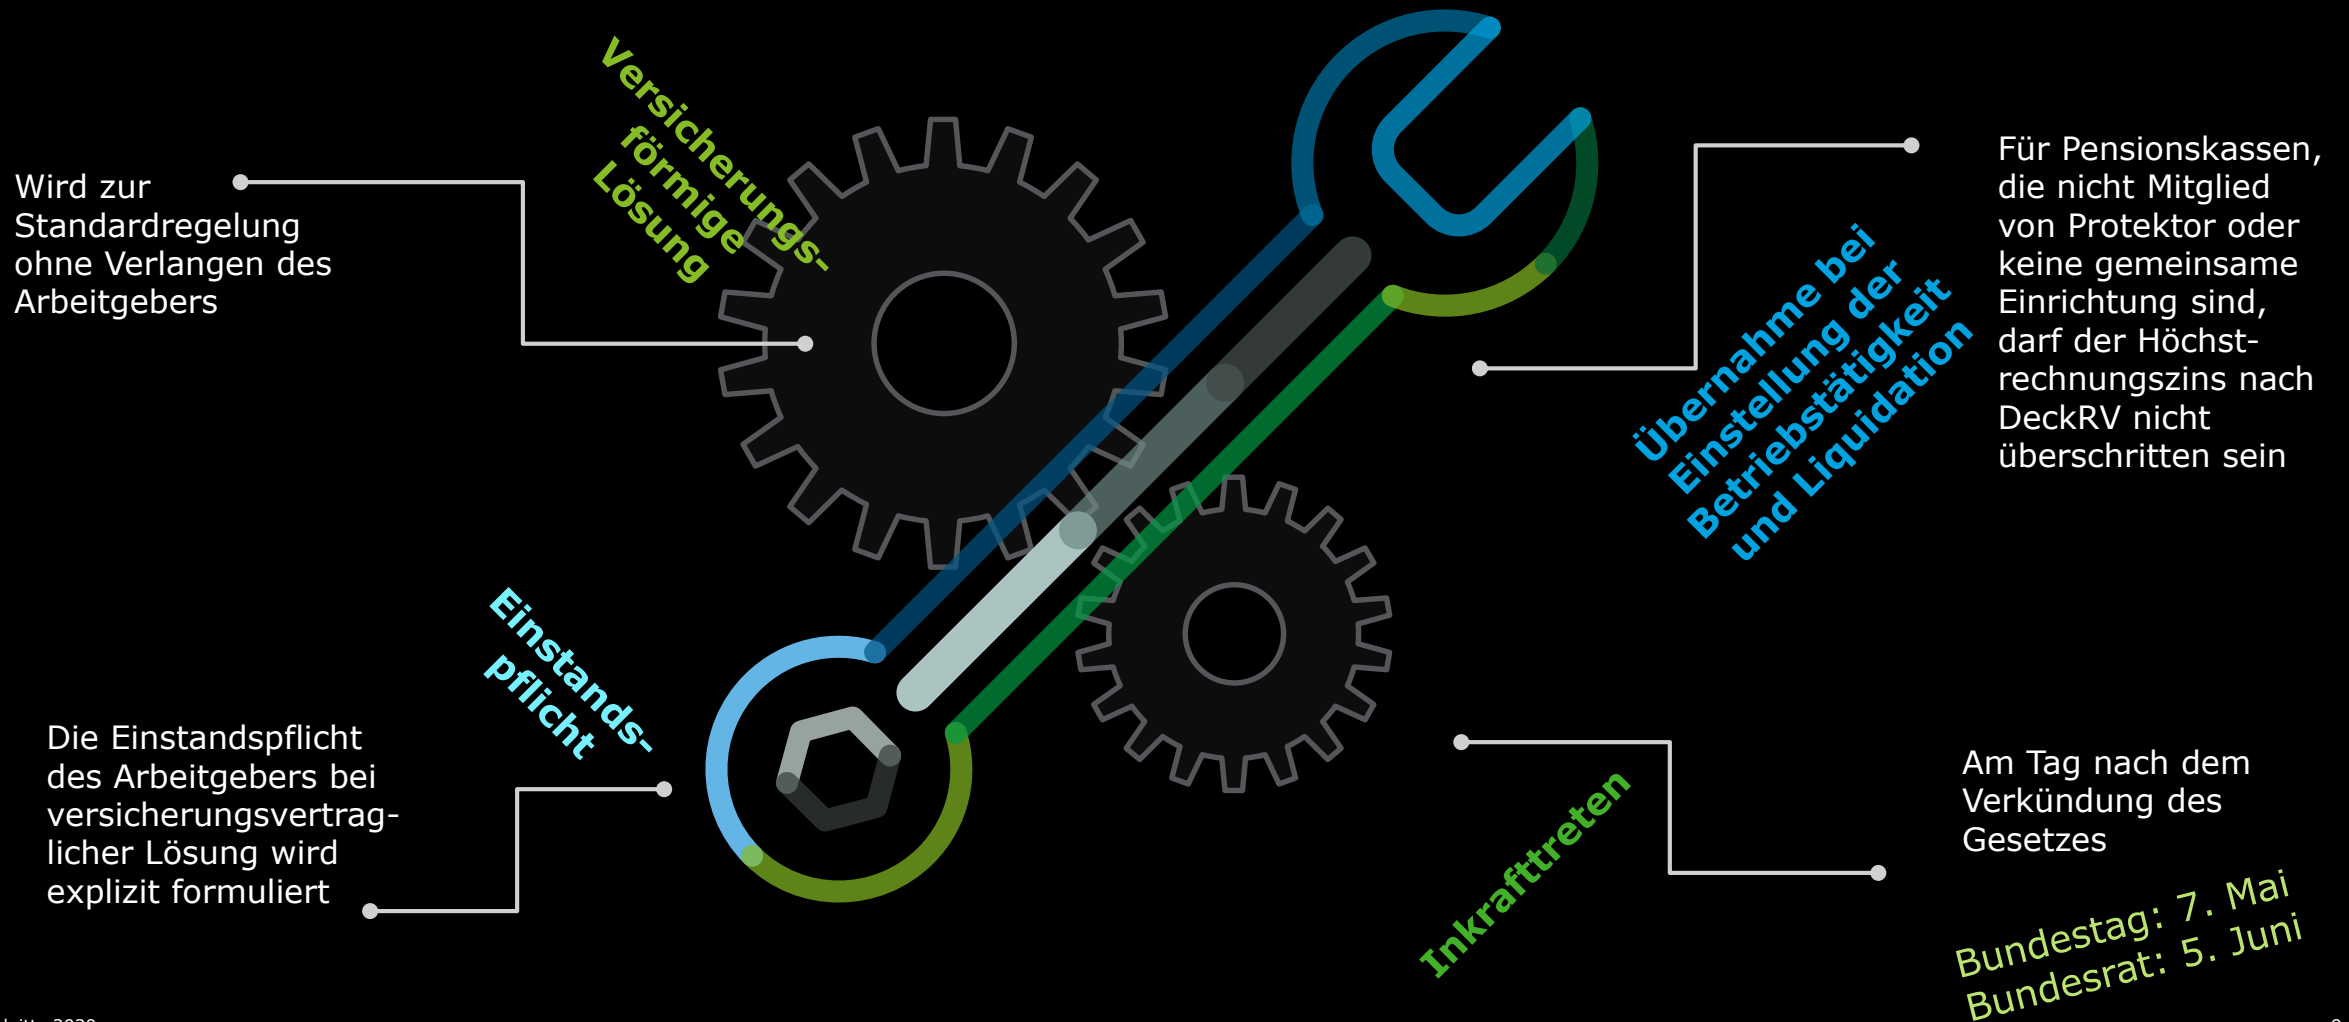 Versicherungs-
förmige
Lösung
Wird zur
Standardregelung
ohne Verlangen des
Arbeitgebers
Übernahme bei
Einstellung der
Betriebstätigkeit
und Liquidation
Für Pensionskassen,
die nicht Mitglied
von Protektor oder
keine gemeinsame
Einrichtung sind,
darf der Höchst-
rechnungszins nach
DeckRV nicht
überschritten sein
Einstands-
pflicht
Die Einstandspflicht
des Arbeitgebers bei
versicherungsvertrag-
licher Lösung wird
explizit formuliert
Inkrafttreten
Am Tag nach dem
Verkündung des
Gesetzes
Bundestag: 7. Mai
Bundesrat: 5. Juni